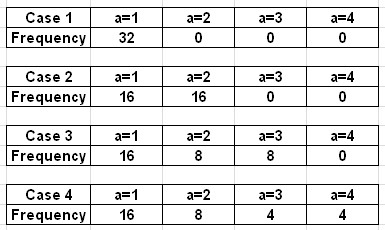 Case 1 a=1 a=2 a=3 a=4
Frequency 32 0 0 0
Case 2 a=1 a=2 a=3 a=4
Frequency 16 16 0 0
Case 3 a=1 a=2 a=3 a=4
Frequency 16 8 8 0
Case 4 a=1 a=2 a=3 a=4
Frequency 16 8 4 4